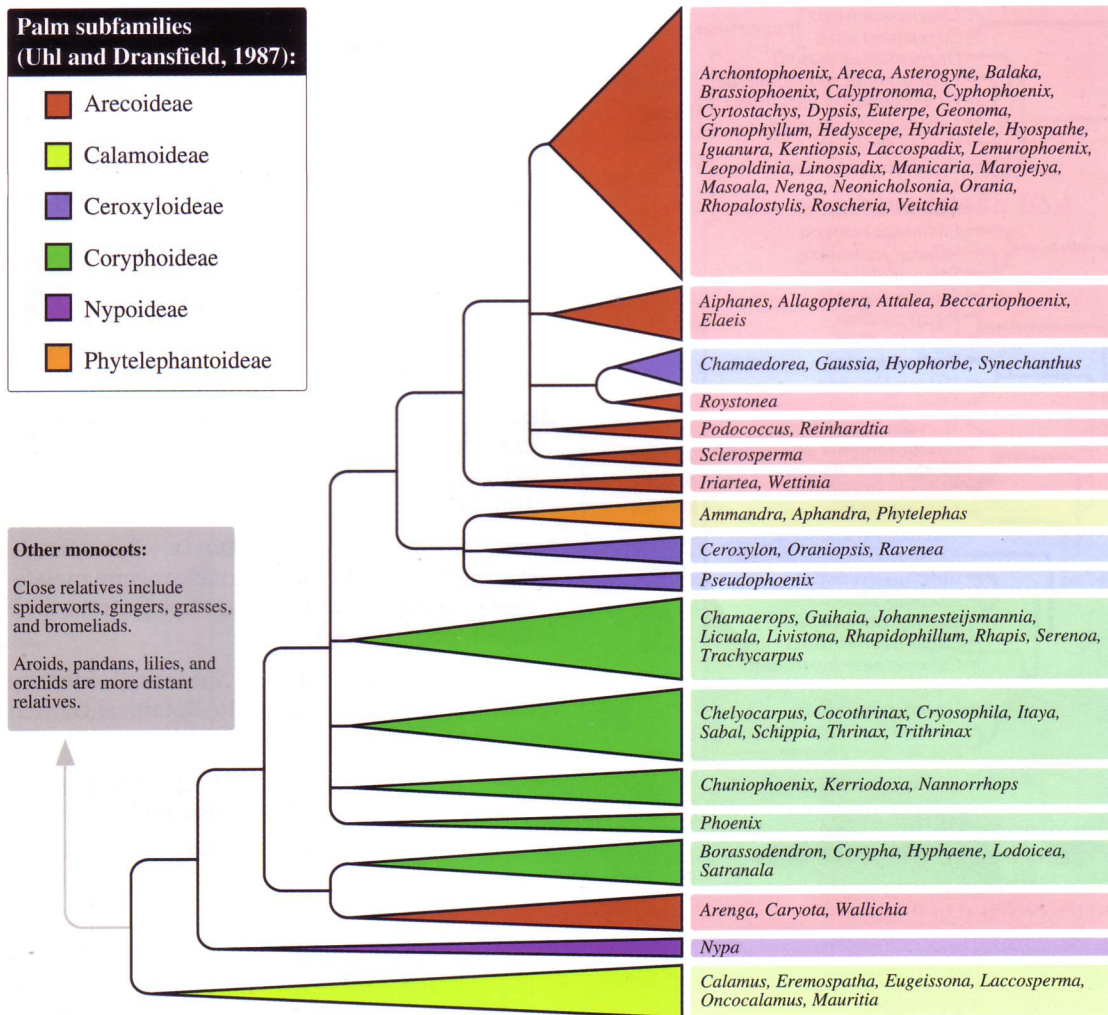 Palm subfamilies
(Uhl and Dransfield, 1987):
Arecoideae
Calamoideae
Ceroxyloideae
Coryphoideae
Nypoideae
Phytelephantoideae
Archontophoenix, Areca, Asterogyne, Balaka,
Brassiophoenix, Calyptronoma, Cyphophoenix,
Cyrtostachys, Dypsis, Euterpe, Geonoma,
Gronophyllum, Hedyscepe, Hydriastele, Hyospathe,
Iguanura, Kentiopsis, Laccospadix, Lemurophoenix,
Leopoldinia, Linospadix, Manicaria, Marojejya,
Masoala, Nenga, Neonicholsonia, Orania,
Rhopalostylis, Roscheria, Veitchia
Aiphanes, Allagoptera, Attalea, Beccariophoenix,
Elaeis
Chamaedorea, Gaussia, Hyophorbe, Synechanthus
Roystonea
Podococcus, Reinhardtia
Sclerosperma
Iriartea, Wettinia
Ammandra, Aphandra, Phytelephas
Ceroxylon, Oraniopsis, Ravenea
Pseudophoenix
Chamaerops, Guihaia, Johannesteijsmannia,
Licuala, Livistona, Rhapidophillum, Rhapis, Serenoa,
Trachycarpus
Chelyocarpus, Cocothrinax, Cryosophila, Itaya,
Sabal, Schippia, Thrinax, Trithrinax
Chuniophoenix, Kerriodoxa, Nannorrhops
Phoenix
Borassodendron, Corypha, Hyphaene, Lodoicea,
Satranala
Arenga, Caryota, Wallichia
Nypa
Calamus, Eremospatha, Eugeissona, Laccosperma,
Oncocalamus, Mauritia
Other monocots:
Close relatives include
spiderworts, gingers, grasses,
and bromeliads.
Aroids, pandans, lilies, and
orchids are more distant
relatives.